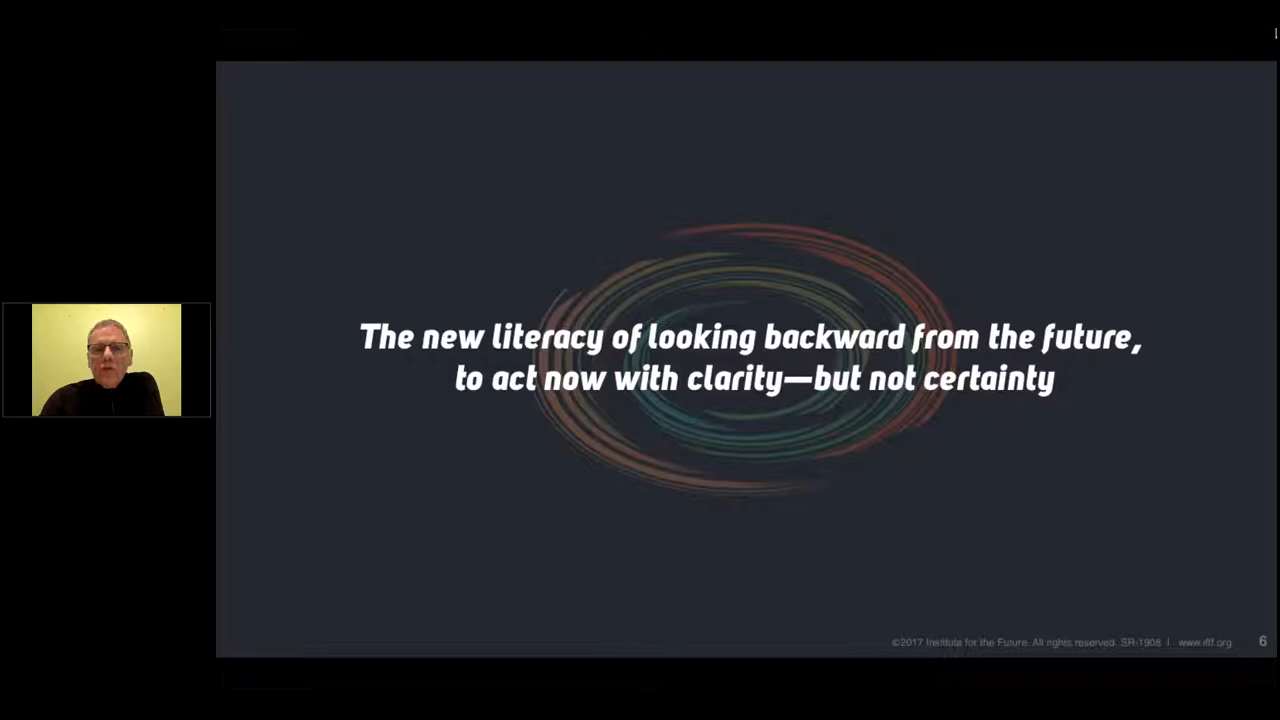 The new literacy of looking backward from the future,
to act now with clarity—but not certainty
©2017 Institute for the Future. All rights reserved. SR-1908 | www.iftf.org 6